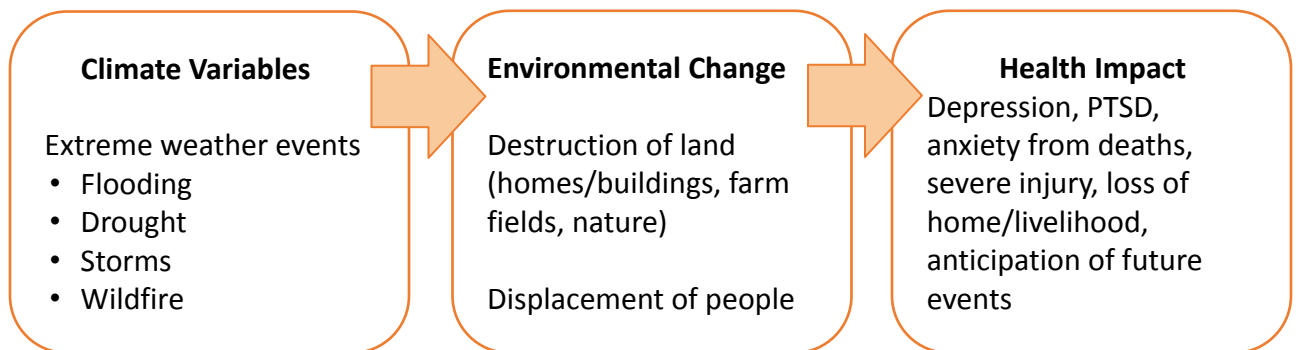 Climate Variables
Extreme weather events
• Flooding
• Drought
• Storms
• Wildfire
Environmental Change
Destruction of land
(homes/buildings, farm
fields, nature)
Displacement of people
Health Impact
Depression, PTSD,
anxiety from deaths,
severe injury, loss of
home/livelihood,
anticipation of future
events